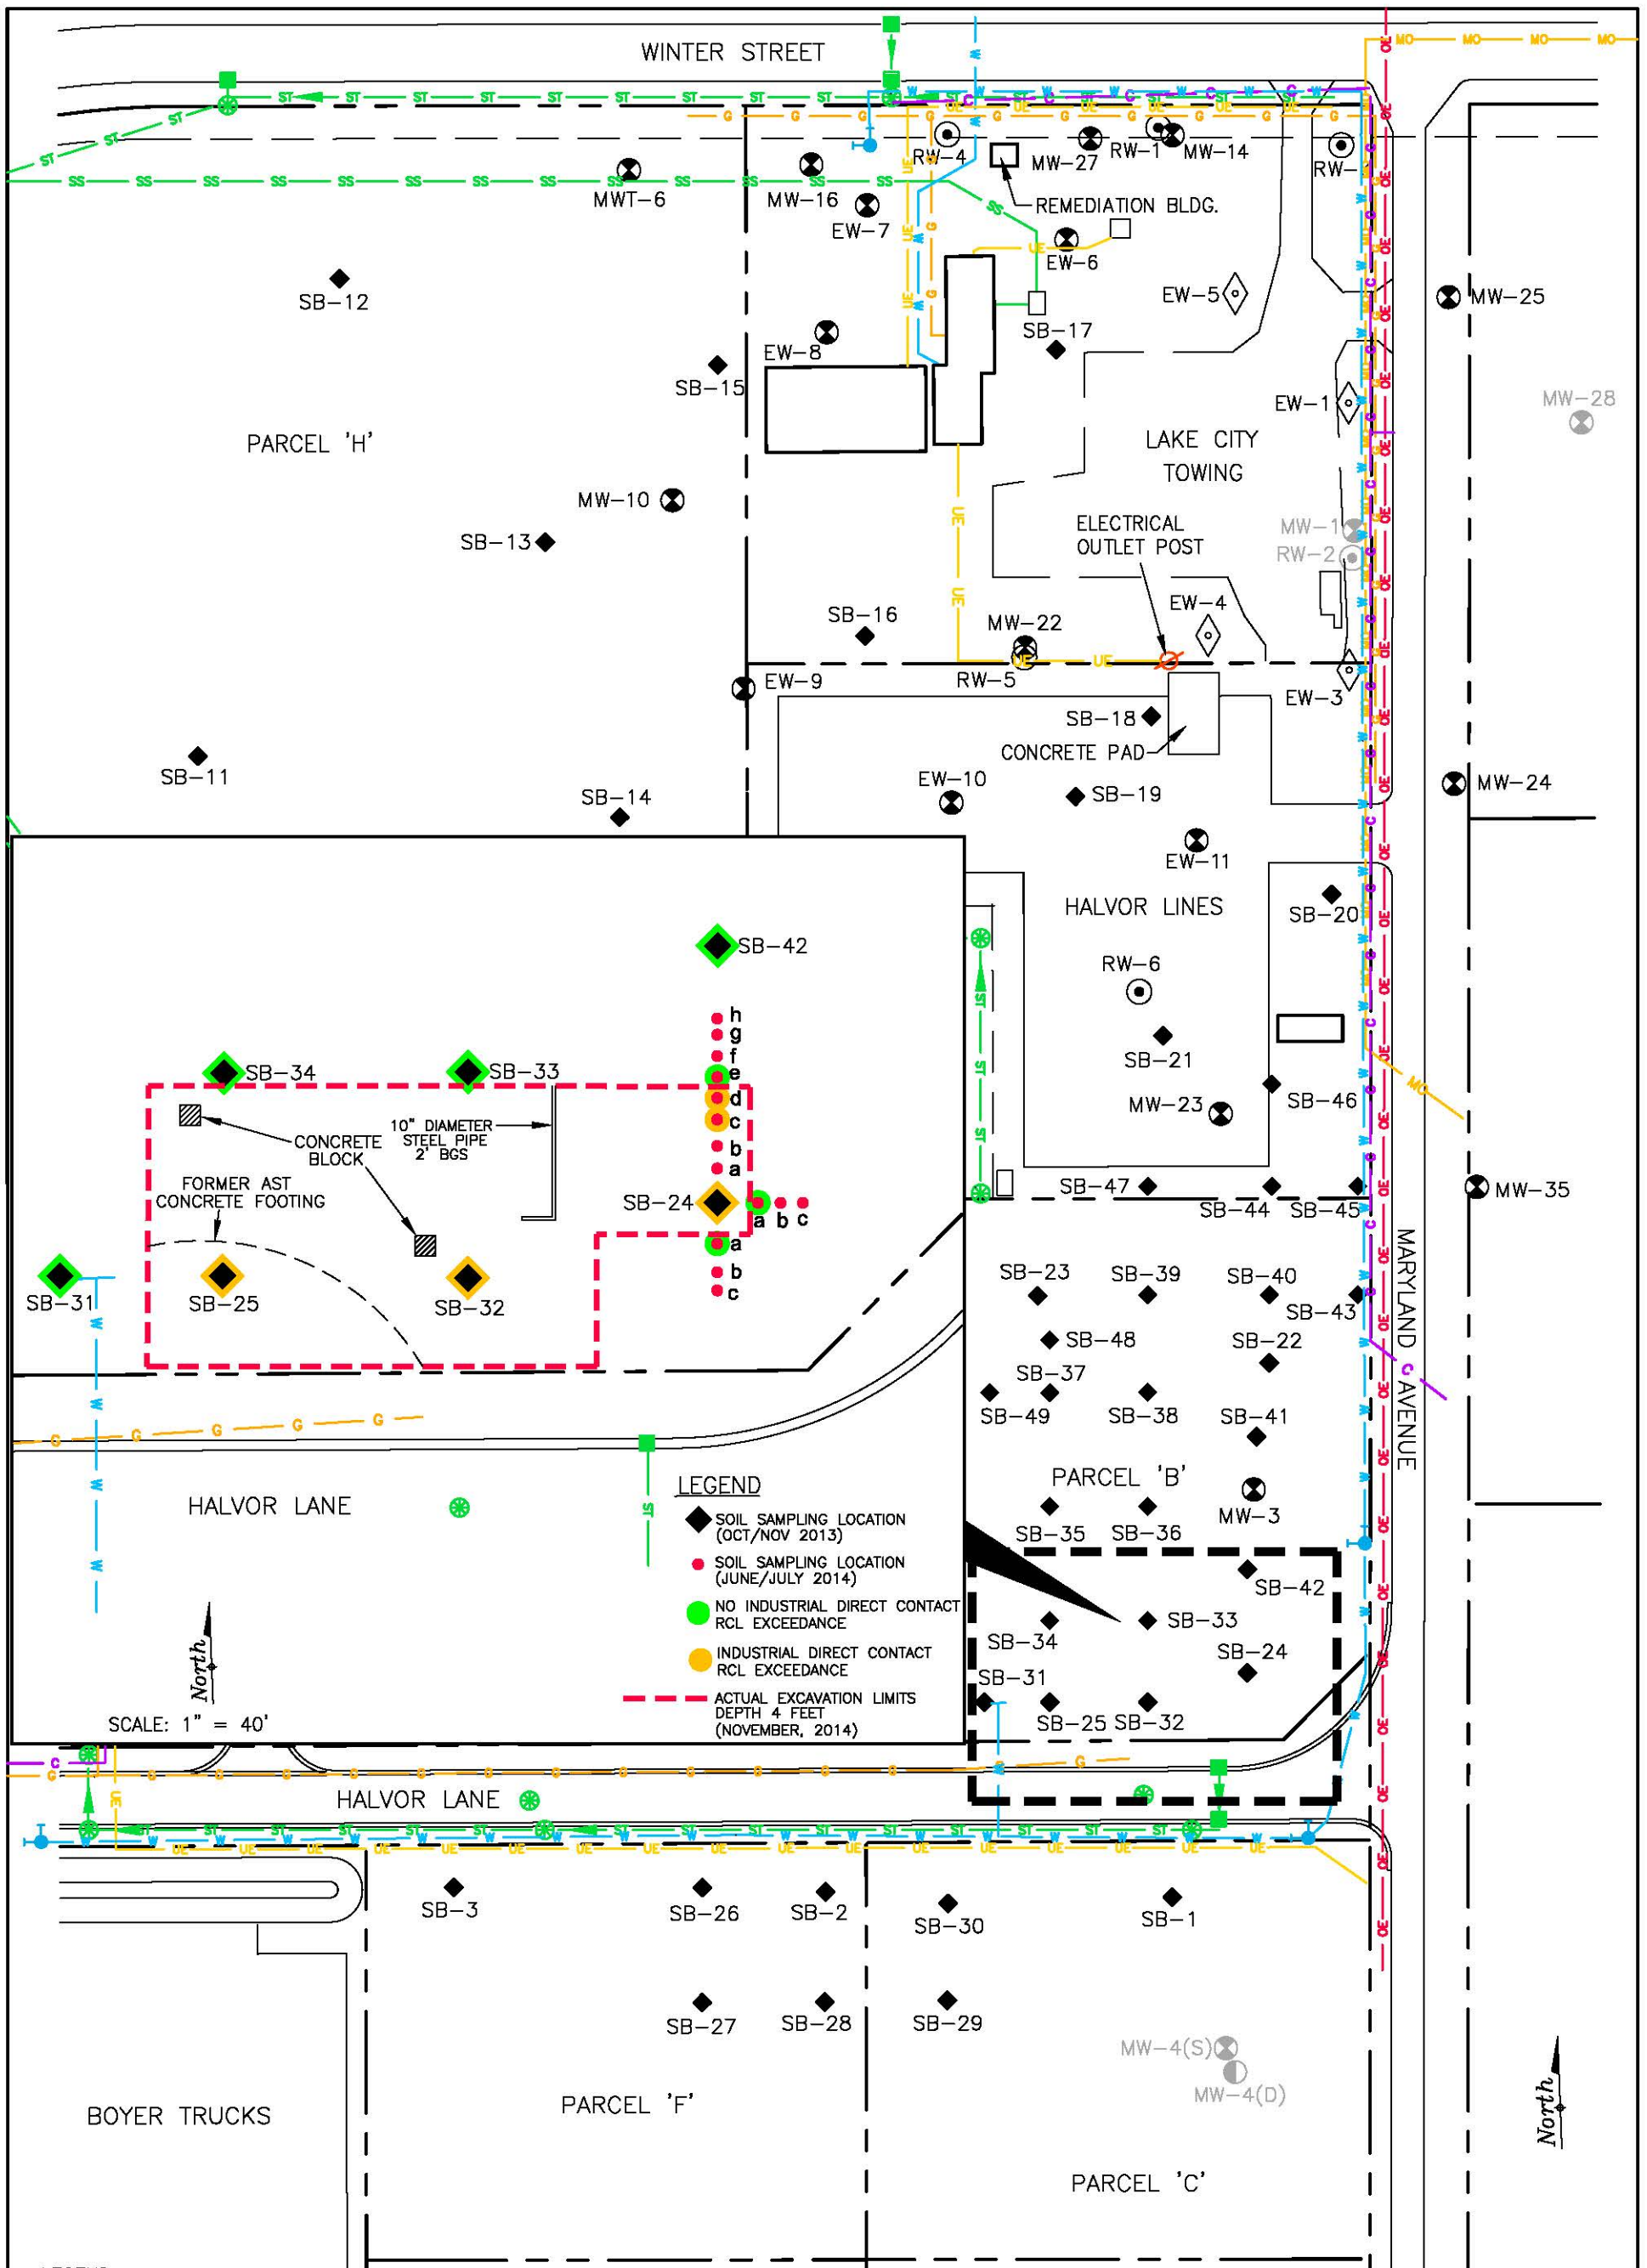 WINTER STREET
RW-4
MW-27
RW-1
MW-14
RW-
MWT-6
MW-16
EW-7
REMEDIATION BLDG.
EW-6
SB-12
EW-5
MW-25
SB-17
EW-8
SB-15
EW-1
MW-28
PARCEL 'H'
LAKE CITY
TOWING
MW-10
SB-13
ELECTRICAL
OUTLET POST
MW-1
RW-2
EW-4
SB-16
MW-22
RW-5
EW-9
EW-3
SB-18
CONCRETE PAD
SB-11
EW-10
SB-14
SB-19
MW-24
EW-11
HALVOR LINES
SB-20
RW-6
SB-21
MW-23
SB-46
SB-47
SB-44
SB-45
MW-35
SB-42
h
g
f
e
d
c
b
a
SB-34
SB-33
10" DIAMETER
STEEL PIPE
2' BGS
CONCRETE
BLOCK
FORMER AST
CONCRETE FOOTING
SB-24
a b c
a
b
c
SB-31
SB-25
SB-32
MARYLAND AVENUE
SB-23
SB-39
SB-40
SB-43
SB-48
SB-22
SB-37
SB-49
SB-38
SB-41
PARCEL 'B'
MW-3
SB-35
SB-36
SB-42
SB-33
SB-34
SB-24
SB-31
SB-25
SB-32
HALVOR LANE
LEGEND
SOIL SAMPLING LOCATION
(OCT/NOV 2013)
SOIL SAMPLING LOCATION
(JUNE/JULY 2014)
NO INDUSTRIAL DIRECT CONTACT
RCL EXCEEDANCE
INDUSTRIAL DIRECT CONTACT
RCL EXCEEDANCE
ACTUAL EXCAVATION LIMITS
DEPTH 4 FEET
(NOVEMBER, 2014)
North
SCALE: 1" = 40'
HALVOR LANE
SB-3
SB-26
SB-2
SB-30
SB-1
SB-27
SB-28
SB-29
MW-4(S)
MW-4(D)
BOYER TRUCKS
PARCEL 'F'
PARCEL 'C'
North